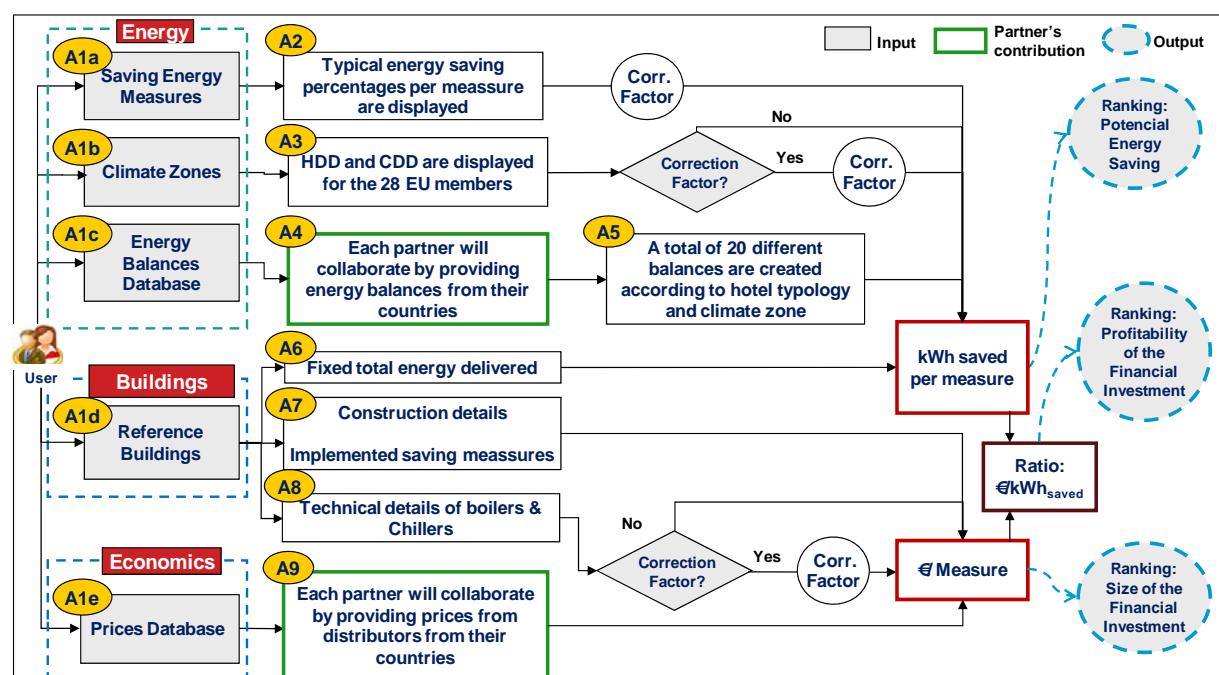 Energy
Input
Partner's
contribution
Output
A1a
Saving Energy
Measures
A2
Typical energy saving
percentages per meassure
are displayed
Corr.
Factor
Ranking:
Potencial
Energy
Saving
A1b
Climate Zones
A3
HDD and CDD are displayed
for the 28 EU members
Correction
Factor?
No
Yes
Corr.
Factor
A1c
Energy
Balances
Database
A4
Each partner will
collaborate by providing
energy balances from their
countries
A5
A total of 20 different
balances are created
according to hotel typology
and climate zone
Ranking:
Profitability
of the
Financial
Investment
User
Buildings
A6
Fixed total energy delivered
kWh saved
per measure
A1d
Reference
Buildings
A7
Construction details
Implemented saving meassures
Ratio:
€/kWhsaved
A8
Technical details of boilers &
Chillers
No
Correction
Factor?
Yes
Corr.
Factor
€/ Measure
Ranking:
Size of the
Financial
Investment
Economics
A1e
Prices Database
A9
Each partner will collaborate
by providing prices from
distributors from their
countries